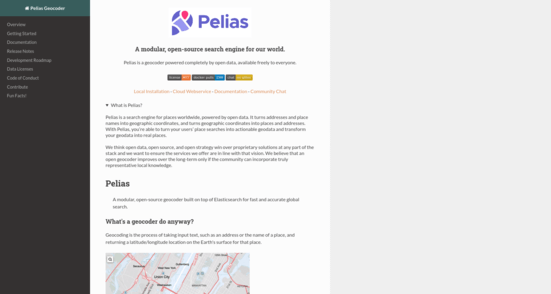 Pelias Geocoder
Overview
Getting Started
Documentation
Release Notes
Development Roadmap
Data Licenses
Code of Conduct
Contribute
Fun Facts!
Pelias
A modular, open-source search engine for our world.
Pelias is a geocoder powered completely by open data, available freely to everyone.
Local Installation · Cloud Webservice · Documentation · Community Chat
▼ What is Pelias?
Pelias is a search engine for places worldwide, powered by open data. It turns addresses and place
names into geographic coordinates, and turns geographic coordinates into places and addresses.
With Pelias, you're able to turn your users' place searches into actionable geodata and transform
your geodata into real places.
We think open data, open source, and open strategy win over proprietary solutions at any part of the
stack and we want to ensure the services we offer are in line with that vision. We believe that an
open geocoder improves over the long-term only if the community can incorporate truly
representative local knowledge.
Pelias
A modular, open-source geocoder built on top of Elasticsearch for fast and accurate global
search.
What's a geocoder do anyway?
Geocoding is the process of taking input text, such as an address or the name of a place, and
returning a latitude/longitude location on the Earth's surface for that place.
Union City